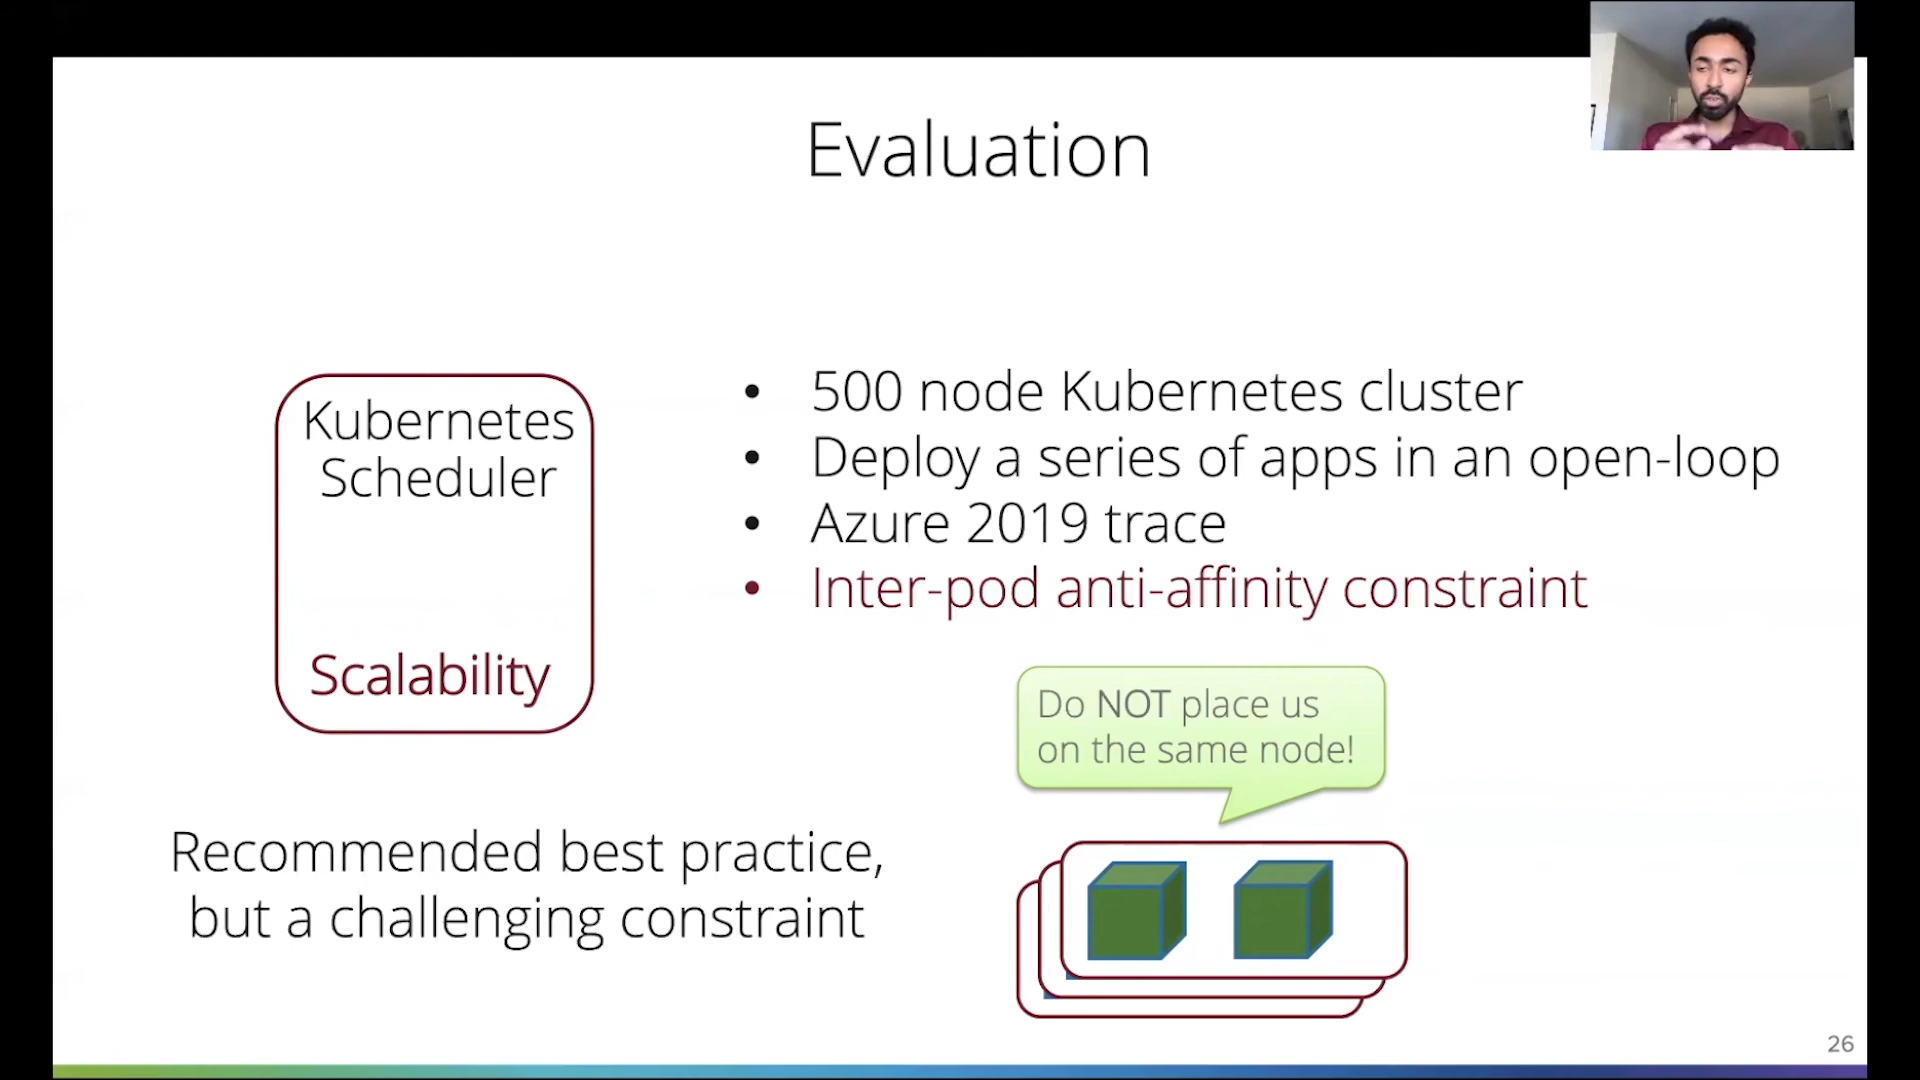 Evaluation
Kubernetes
Scheduler
Scalability
• 500 node Kubernetes cluster
• Deploy a series of apps in an open-loop
• Azure 2019 trace
• Inter-pod anti-affinity constraint
Do NOT place us
on the same node!
Recommended best practice,
but a challenging constraint
26